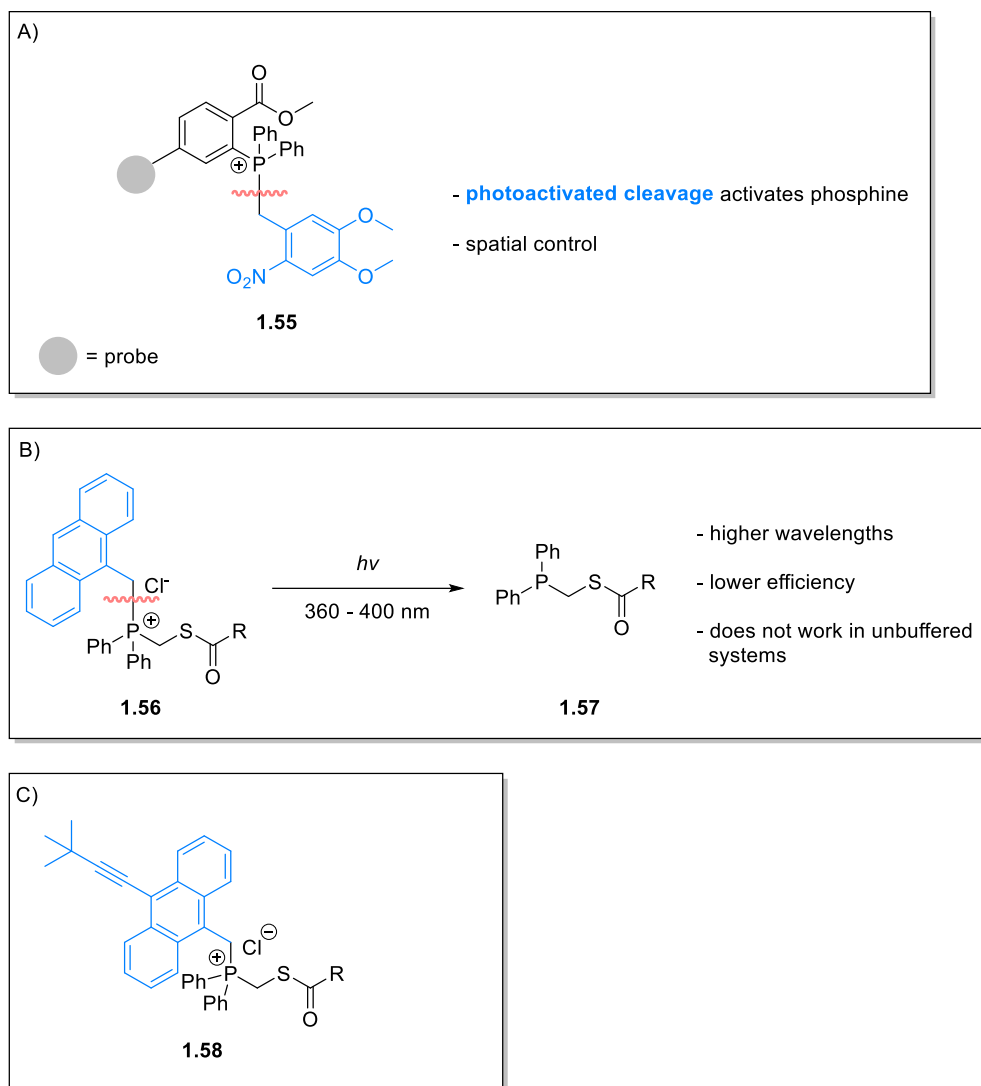 A)
O
O
Ph
Ph
P
+
- photoactivated cleavage activates phosphine
- spatial control
O
O
O₂N
1.55
= probe
B)
Cl⁻
P
+
S
R
Ph
Ph
O
1.56
hv
360 - 400 nm
Ph
P
S
R
Ph
O
1.57
- higher wavelengths
- lower efficiency
- does not work in unbuffered
systems
C)
Cl⊖
+
P
S
R
Ph
Ph
O
1.58